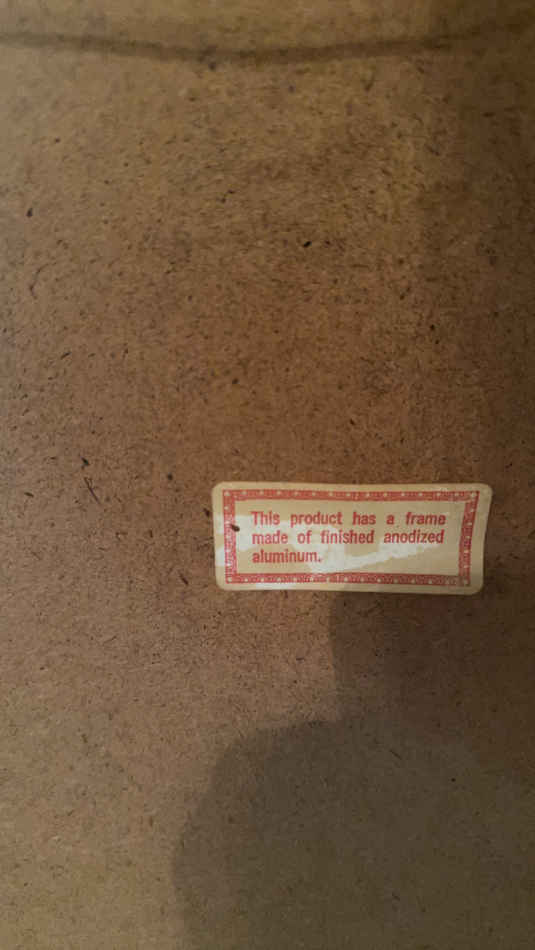 This product has a frame
made of finished anodized
aluminum.